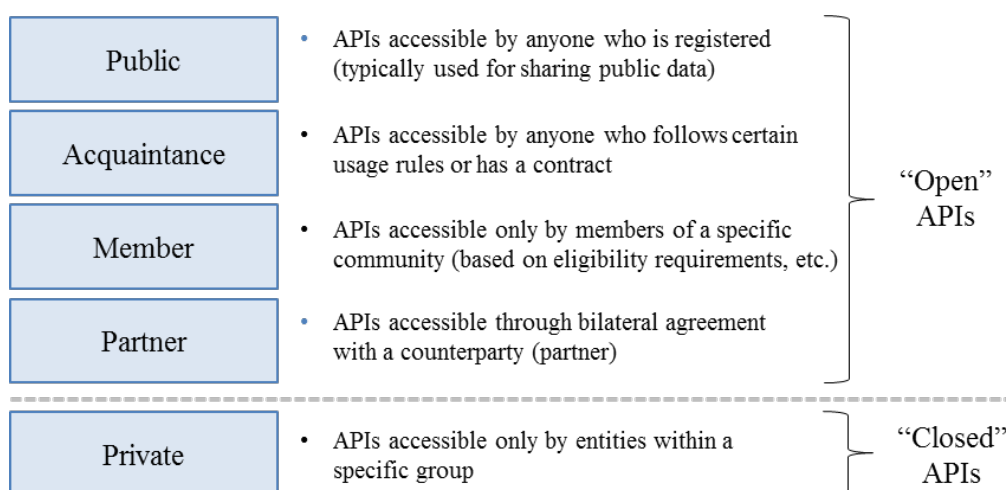 Public
• APIs accessible by anyone who is registered
(typically used for sharing public data)
Acquaintance
• APIs accessible by anyone who follows certain
usage rules or has a contract
Member
• APIs accessible only by members of a specific
community (based on eligibility requirements, etc.)
Partner
• APIs accessible through bilateral agreement
with a counterparty (partner)
“Open”
APIs
Private
• APIs accessible only by entities within a
specific group
“Closed”
APIs